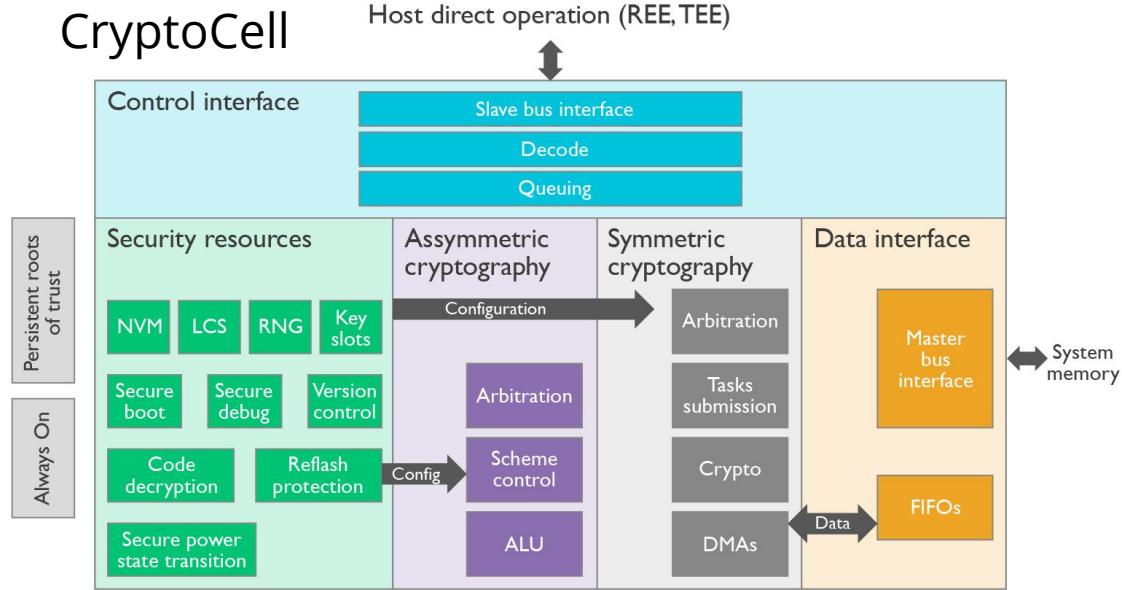 CryptoCell
Host direct operation (REE, TEE)
Control interface
Slave bus interface
Decode
Queuing
Persistent roots
of trust
Always On
Security resources
NVM
LCS
RNG
Key
slots
Secure
boot
Secure
debug
Version
control
Code
decryption
Reflash
protection
Secure power
state transition
Assymmetric
cryptography
Configuration
Arbitration
Config
Scheme
control
ALU
Symmetric
cryptography
Arbitration
Tasks
submission
Crypto
DMAs
Data
Data interface
Master
bus
interface
FIFOs
System
memory